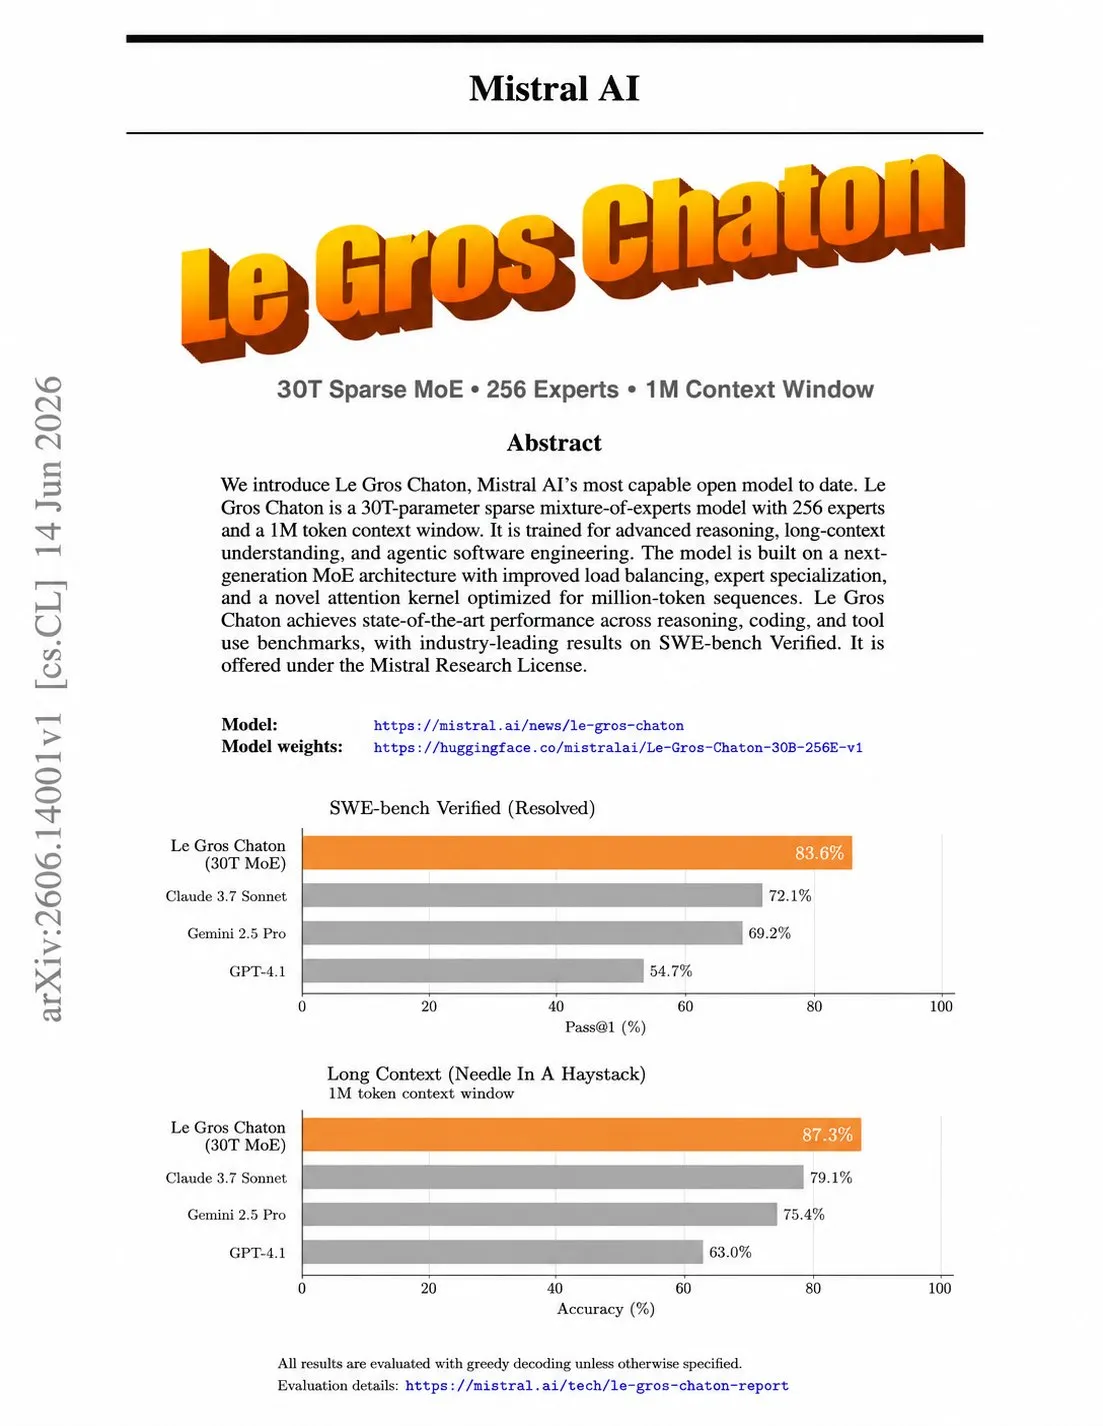 Mistral AI
Le Gros Chaton
30T Sparse MoE • 256 Experts • 1M Context Window
Abstract
We introduce Le Gros Chaton, Mistral AI's most capable open model to date. Le
Gros Chaton is a 30T-parameter sparse mixture-of-experts model with 256 experts
and a 1M token context window. It is trained for advanced reasoning, long-context
understanding, and agentic software engineering. The model is built on a next-
generation MoE architecture with improved load balancing, expert specialization,
and a novel attention kernel optimized for million-token sequences. Le Gros
Chaton achieves state-of-the-art performance across reasoning, coding, and tool
use benchmarks, with industry-leading results on SWE-bench Verified. It is
offered under the Mistral Research License.
Model: https://mistral.ai/news/le-gros-chaton
Model weights: https://huggingface.co/mistralai/Le-Gros-Chaton-30B-256E-v1
arXiv:2606.14001v1 [cs.CL] 14 Jun 2026
SWE-bench Verified (Resolved)
Le Gros Chaton
(30T MoE)
83.6%
Claude 3.7 Sonnet 72.1%
Gemini 2.5 Pro 69.2%
GPT-4.1 54.7%
0 20 40 60 80 100
Pass@1 (%)
Long Context (Needle In A Haystack)
1M token context window
Le Gros Chaton
(30T MoE)
87.3%
Claude 3.7 Sonnet 79.1%
Gemini 2.5 Pro 75.4%
GPT-4.1 63.0%
0 20 40 60 80 100
Accuracy (%)
All results are evaluated with greedy decoding unless otherwise specified.
Evaluation details: https://mistral.ai/tech/le-gros-chaton-report